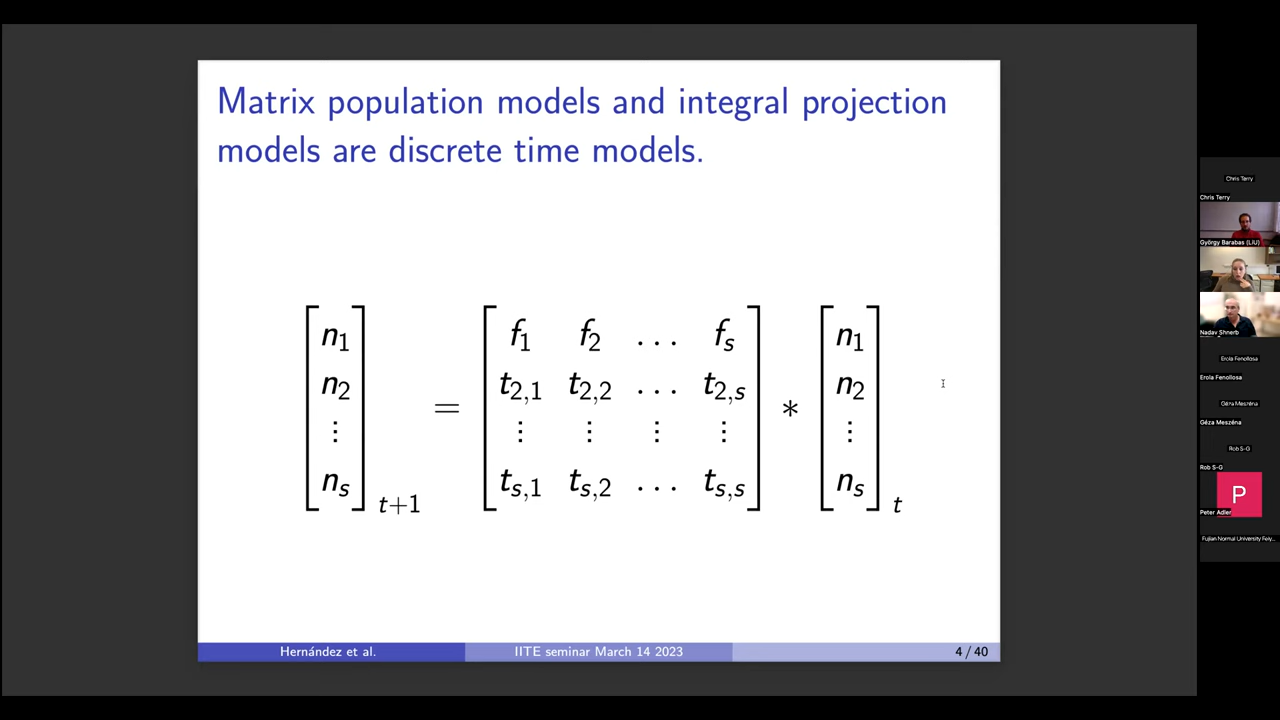 Matrix population models and integral projection
models are discrete time models.
n1
n2
⋮
ns
t+1
=
f1 f2 … fs
t2,1 t2,2 … t2,s
⋮ ⋮ ⋮ ⋮
ts,1 ts,2 … ts,s
*
n1
n2
⋮
ns
t
Hernández et al.
IITE seminar March 14 2023
4 / 40
Chris Terry
Chris Terry
György Barabas (LiU)
Nadav Shnerb
Erola Fenollosa
Erola Fenollosa
Géza Meszéna
Géza Meszéna
Rob S-G
Rob S-G
P
Peter Adler
Fujian Normal University Feiy...